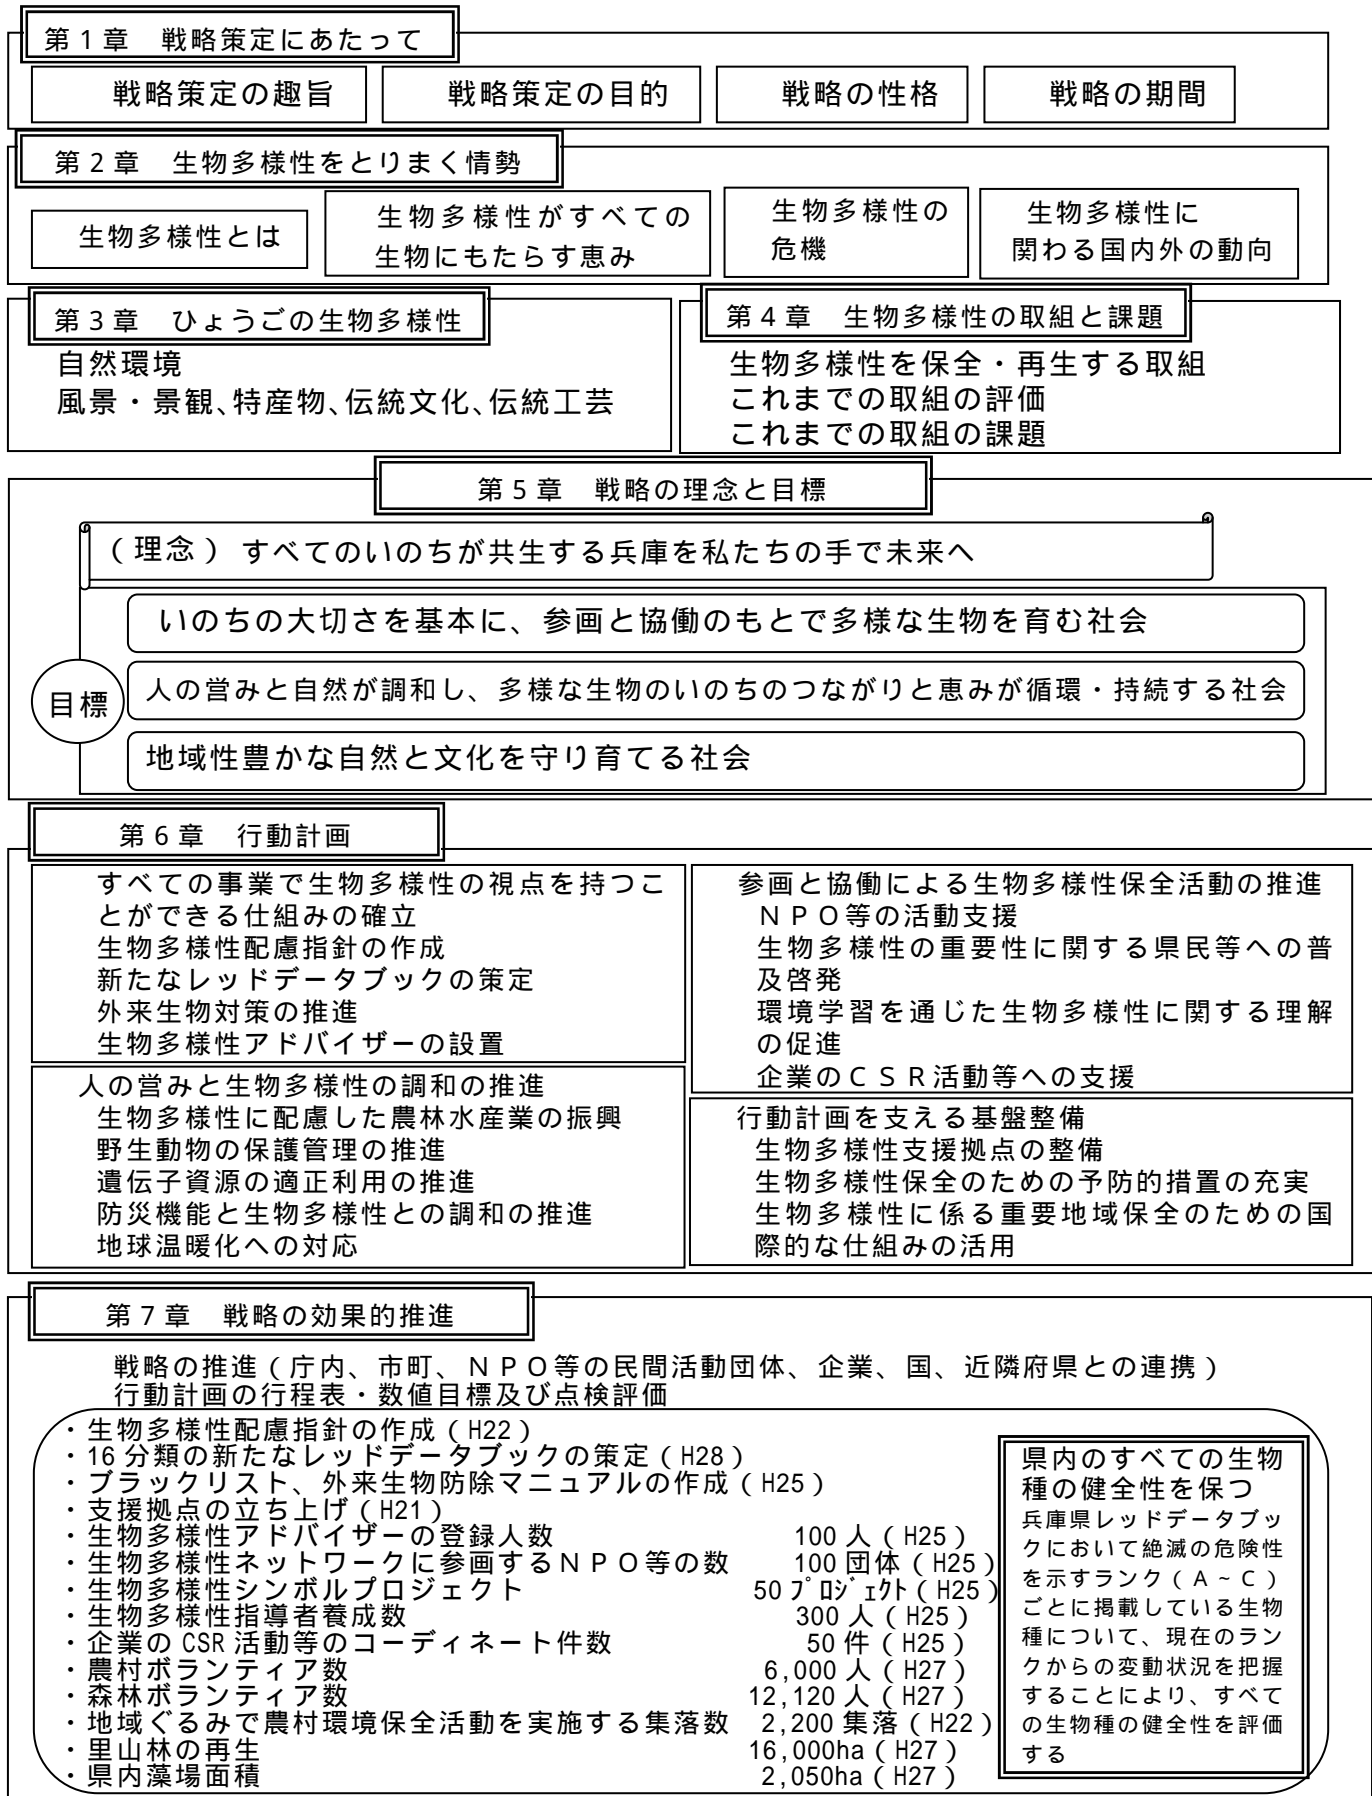 第1章　戦略策定にあたって
戦略策定の趣旨
戦略策定の目的
戦略の性格
戦略の期間
第2章　生物多様性をとりまく情勢
生物多様性とは
生物多様性がすべての
生物にもたらす恵み
生物多様性の
危機
生物多様性に
関わる国内外の動向
第3章　ひょうごの生物多様性
自然環境
風景・景観、特産物、伝統文化、伝統工芸
第4章　生物多様性の取組と課題
生物多様性を保全・再生する取組
これまでの取組の評価
これまでの取組の課題
第5章　戦略の理念と目標
（理念）すべてのいのちが共生する兵庫を私たちの手で未来へ
目標
いのちの大切さを基本に、参画と協働のもとで多様な生物を育む社会
人の営みと自然が調和し、多様な生物のいのちのつながりと恵みが循環・持続する社会
地域性豊かな自然と文化を守り育てる社会
第6章　行動計画
すべての事業で生物多様性の視点を持つこ
とができる仕組みの確立
生物多様性配慮指針の作成
新たなレッドデータブックの策定
外来生物対策の推進
生物多様性アドバイザーの設置
人の営みと生物多様性の調和の推進
生物多様性に配慮した農林水産業の振興
野生動物の保護管理の推進
遺伝子資源の適正利用の推進
防災機能と生物多様性との調和の推進
地球温暖化への対応
参画と協働による生物多様性保全活動の推進
ＮＰＯ等の活動支援
生物多様性の重要性に関する県民等への普
及啓発
環境学習を通じた生物多様性に関する理解
の促進
企業のＣＳＲ活動等への支援
行動計画を支える基盤整備
生物多様性支援拠点の整備
生物多様性保全のための予防的措置の充実
生物多様性に係る重要地域保全のための国
際的な仕組みの活用
第7章　戦略の効果的推進
戦略の推進（庁内、市町、ＮＰＯ等の民間活動団体、企業、国、近隣府県との連携）
行動計画の行程表・数値目標及び点検評価
・生物多様性配慮指針の作成（H22）
・16分類の新たなレッドデータブックの策定（H28）
・ブラックリスト、外来生物防除マニュアルの作成（H25）
・支援拠点の立ち上げ（H21）
・生物多様性アドバイザーの登録人数　100人（H25）
・生物多様性ネットワークに参画するＮＰＯ等の数　100団体（H25）
・生物多様性シンボルプロジェクト　50ﾌﾟﾛｼﾞｪｸﾄ（H25）
・生物多様性指導者養成数　300人（H25）
・企業のCSR活動等のコーディネート件数　50件（H25）
・農村ボランティア数　6,000人（H27）
・森林ボランティア数　12,120人（H27）
・地域ぐるみで農村環境保全活動を実施する集落数　2,200集落（H22）
・里山林の再生　16,000ha（H27）
・県内藻場面積　2,050ha（H27）
県内のすべての生物
種の健全性を保つ
兵庫県レッドデータブッ
クにおいて絶滅の危険性
を示すランク（A～C）
ごとに掲載している生物
種について、現在のラン
クからの変動状況を把握
することにより、すべて
の生物種の健全性を評価
する